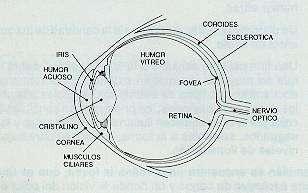 COROIDES
ESCLEROTICA
IRIS
HUMOR
VITREO
HUMOR
ACUOSO
FOVEA
CRISTALINO
RETINA
NERVIO
OPTICO
CORNEA
MUSCULOS
CILIARES